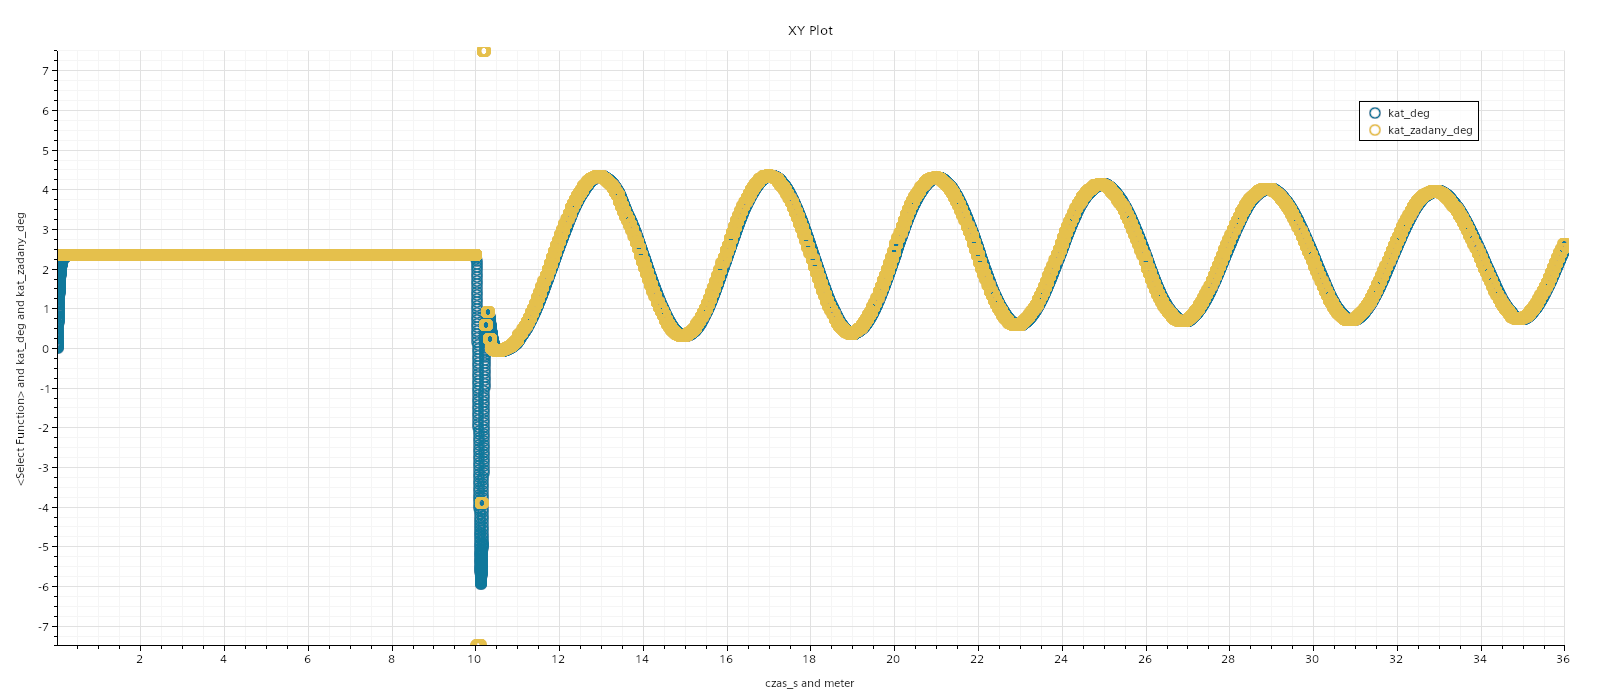 XY Plot
kat_deg
kat_zadany_deg
<Select Function> and kat_deg and kat_zadany_deg
7
6
5
4
3
2
1
0
-1
-2
-3
-4
-5
-6
-7
2 4 6 8 10 12 14 16 18 20 22 24 26 28 30 32 34 36
czas_s and meter